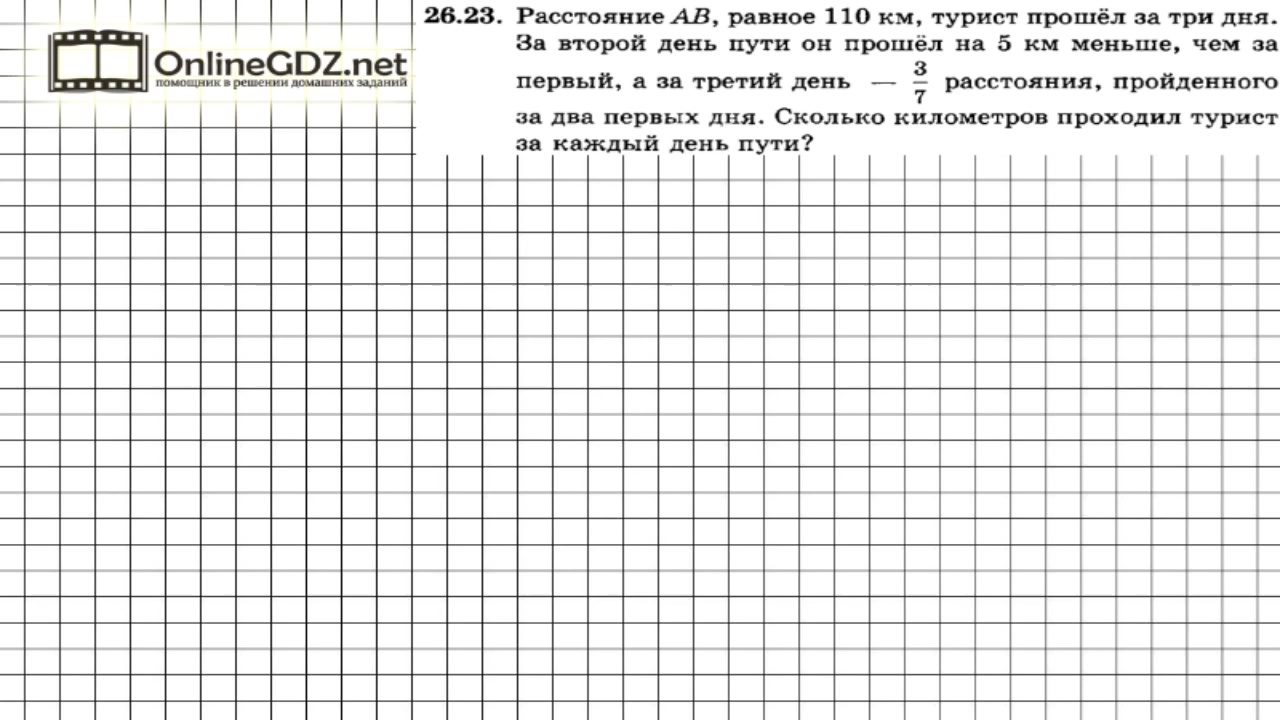 OnlineGDZ.net
помощник в решении домашних заданий
26.23. Расстояние AB, равное 110 км, турист прошёл за три дня.
За второй день пути он прошёл на 5 км меньше, чем за
первый, а за третий день — 3/7 расстояния, пройденного
за два первых дня. Сколько километров проходил турист
за каждый день пути?